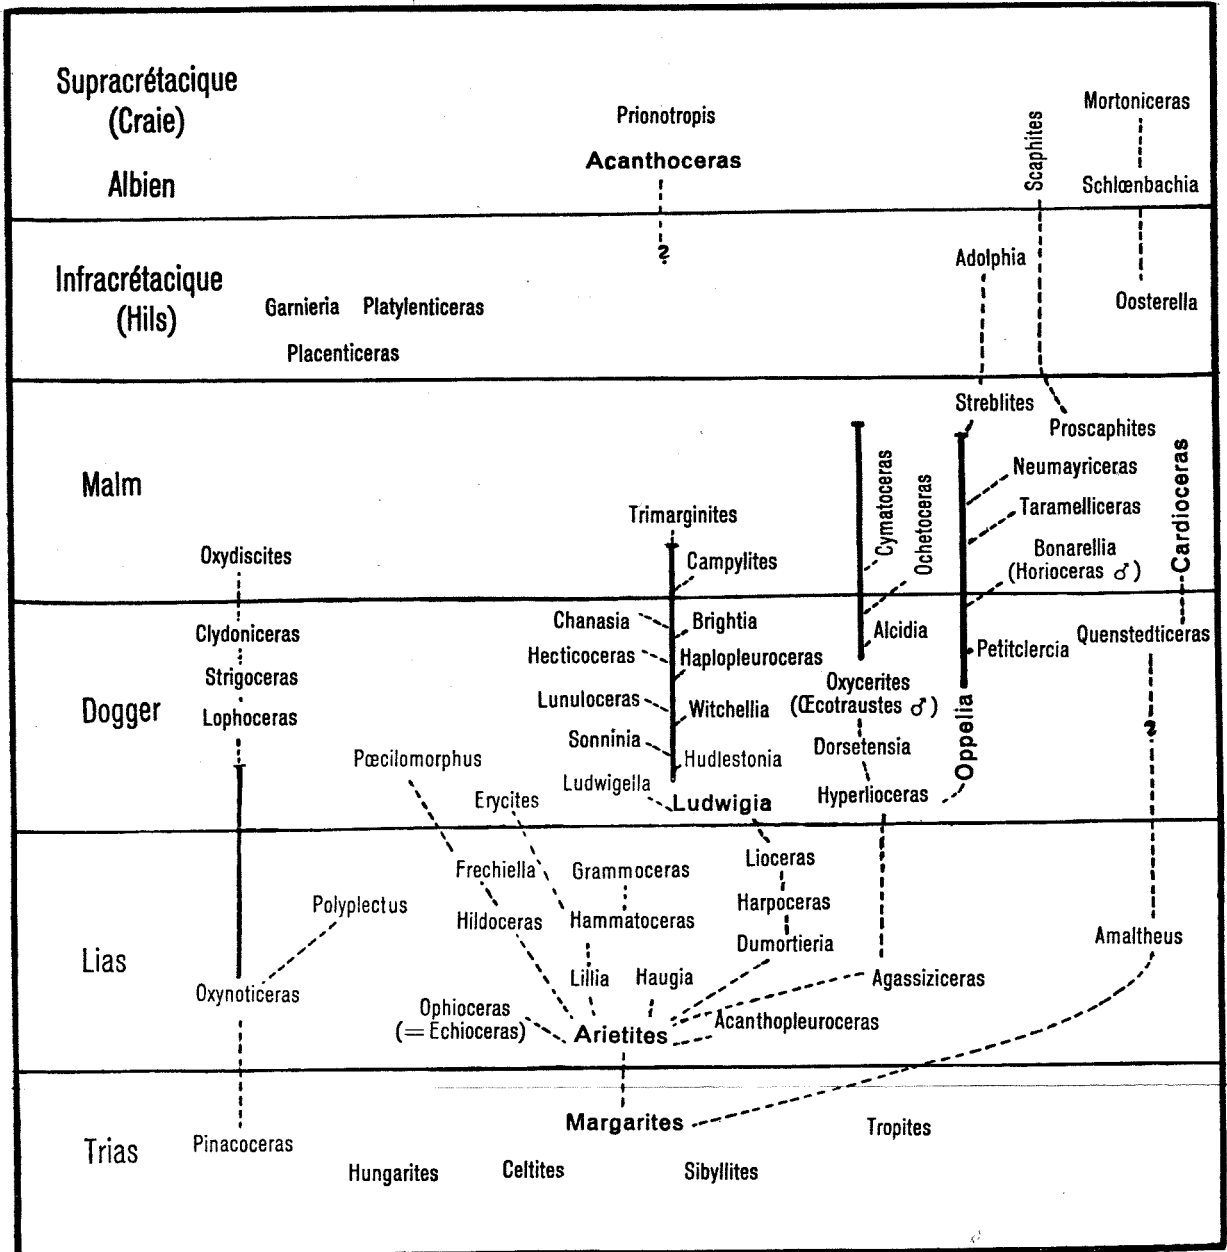 Supracrétacique
(Craie)
Albien
Prionotropis
Acanthoceras
?
Scaphites
Mortoniceras
Schlœnbachia
Infracrétacique
(Hils)
Garnieria
Platylenticeras
Placenticeras
Adolphia
Oosterella
Malm
Streblites
Proscaphites
Neumayriceras
Taramelliceras
Bonarellia
(Horioceras ♂)
Cymatoceras
Ochetoceras
Cardioceras
Trimarginites
Campylites
Oxydiscites
Dogger
Clydoniceras
Strigoceras
Lophoceras
Chanasia
Brightia
Hecticoceras
Haplopleuroceras
Lunuloceras
Witchellia
Sonninia
Hudlestonia
Ludwigella
Ludwigia
Alcidia
Oxycerites
(Œcotraustes ♂)
Dorsetensia
Hyperlioceras
Petitclercia
Oppelia
Quenstedticeras
?
Pœcilomorphus
Erycites
Lias
Frechiella
Grammoceras
Lioceras
Polyplectus
Hildoceras
Hammatoceras
Harpoceras
Dumortieria
Amaltheus
Oxynoticeras
Lillia
Haugia
Agassiziceras
Ophioceras
(= Echioceras)
Arietites
Acanthopleuroceras
Trias
Pinacoceras
Margarites
Tropites
Hungarites
Celtites
Sibyllites